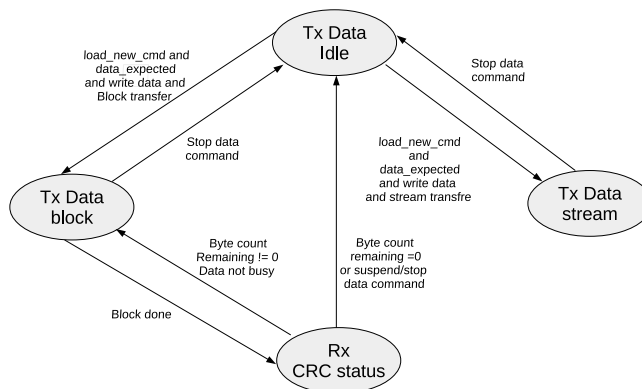 Tx Data
Idle
load_new_cmd and
data_expected
and write data and
Block transfer
Stop data
command
Stop data
command
load_new_cmd
and
data_expected
and write data
and stream transfre
Tx Data
block
Tx Data
stream
Byte count
Remaining != 0
Data not busy
Byte count
remaining =0
or suspend/stop
data command
Block done
Rx
CRC status